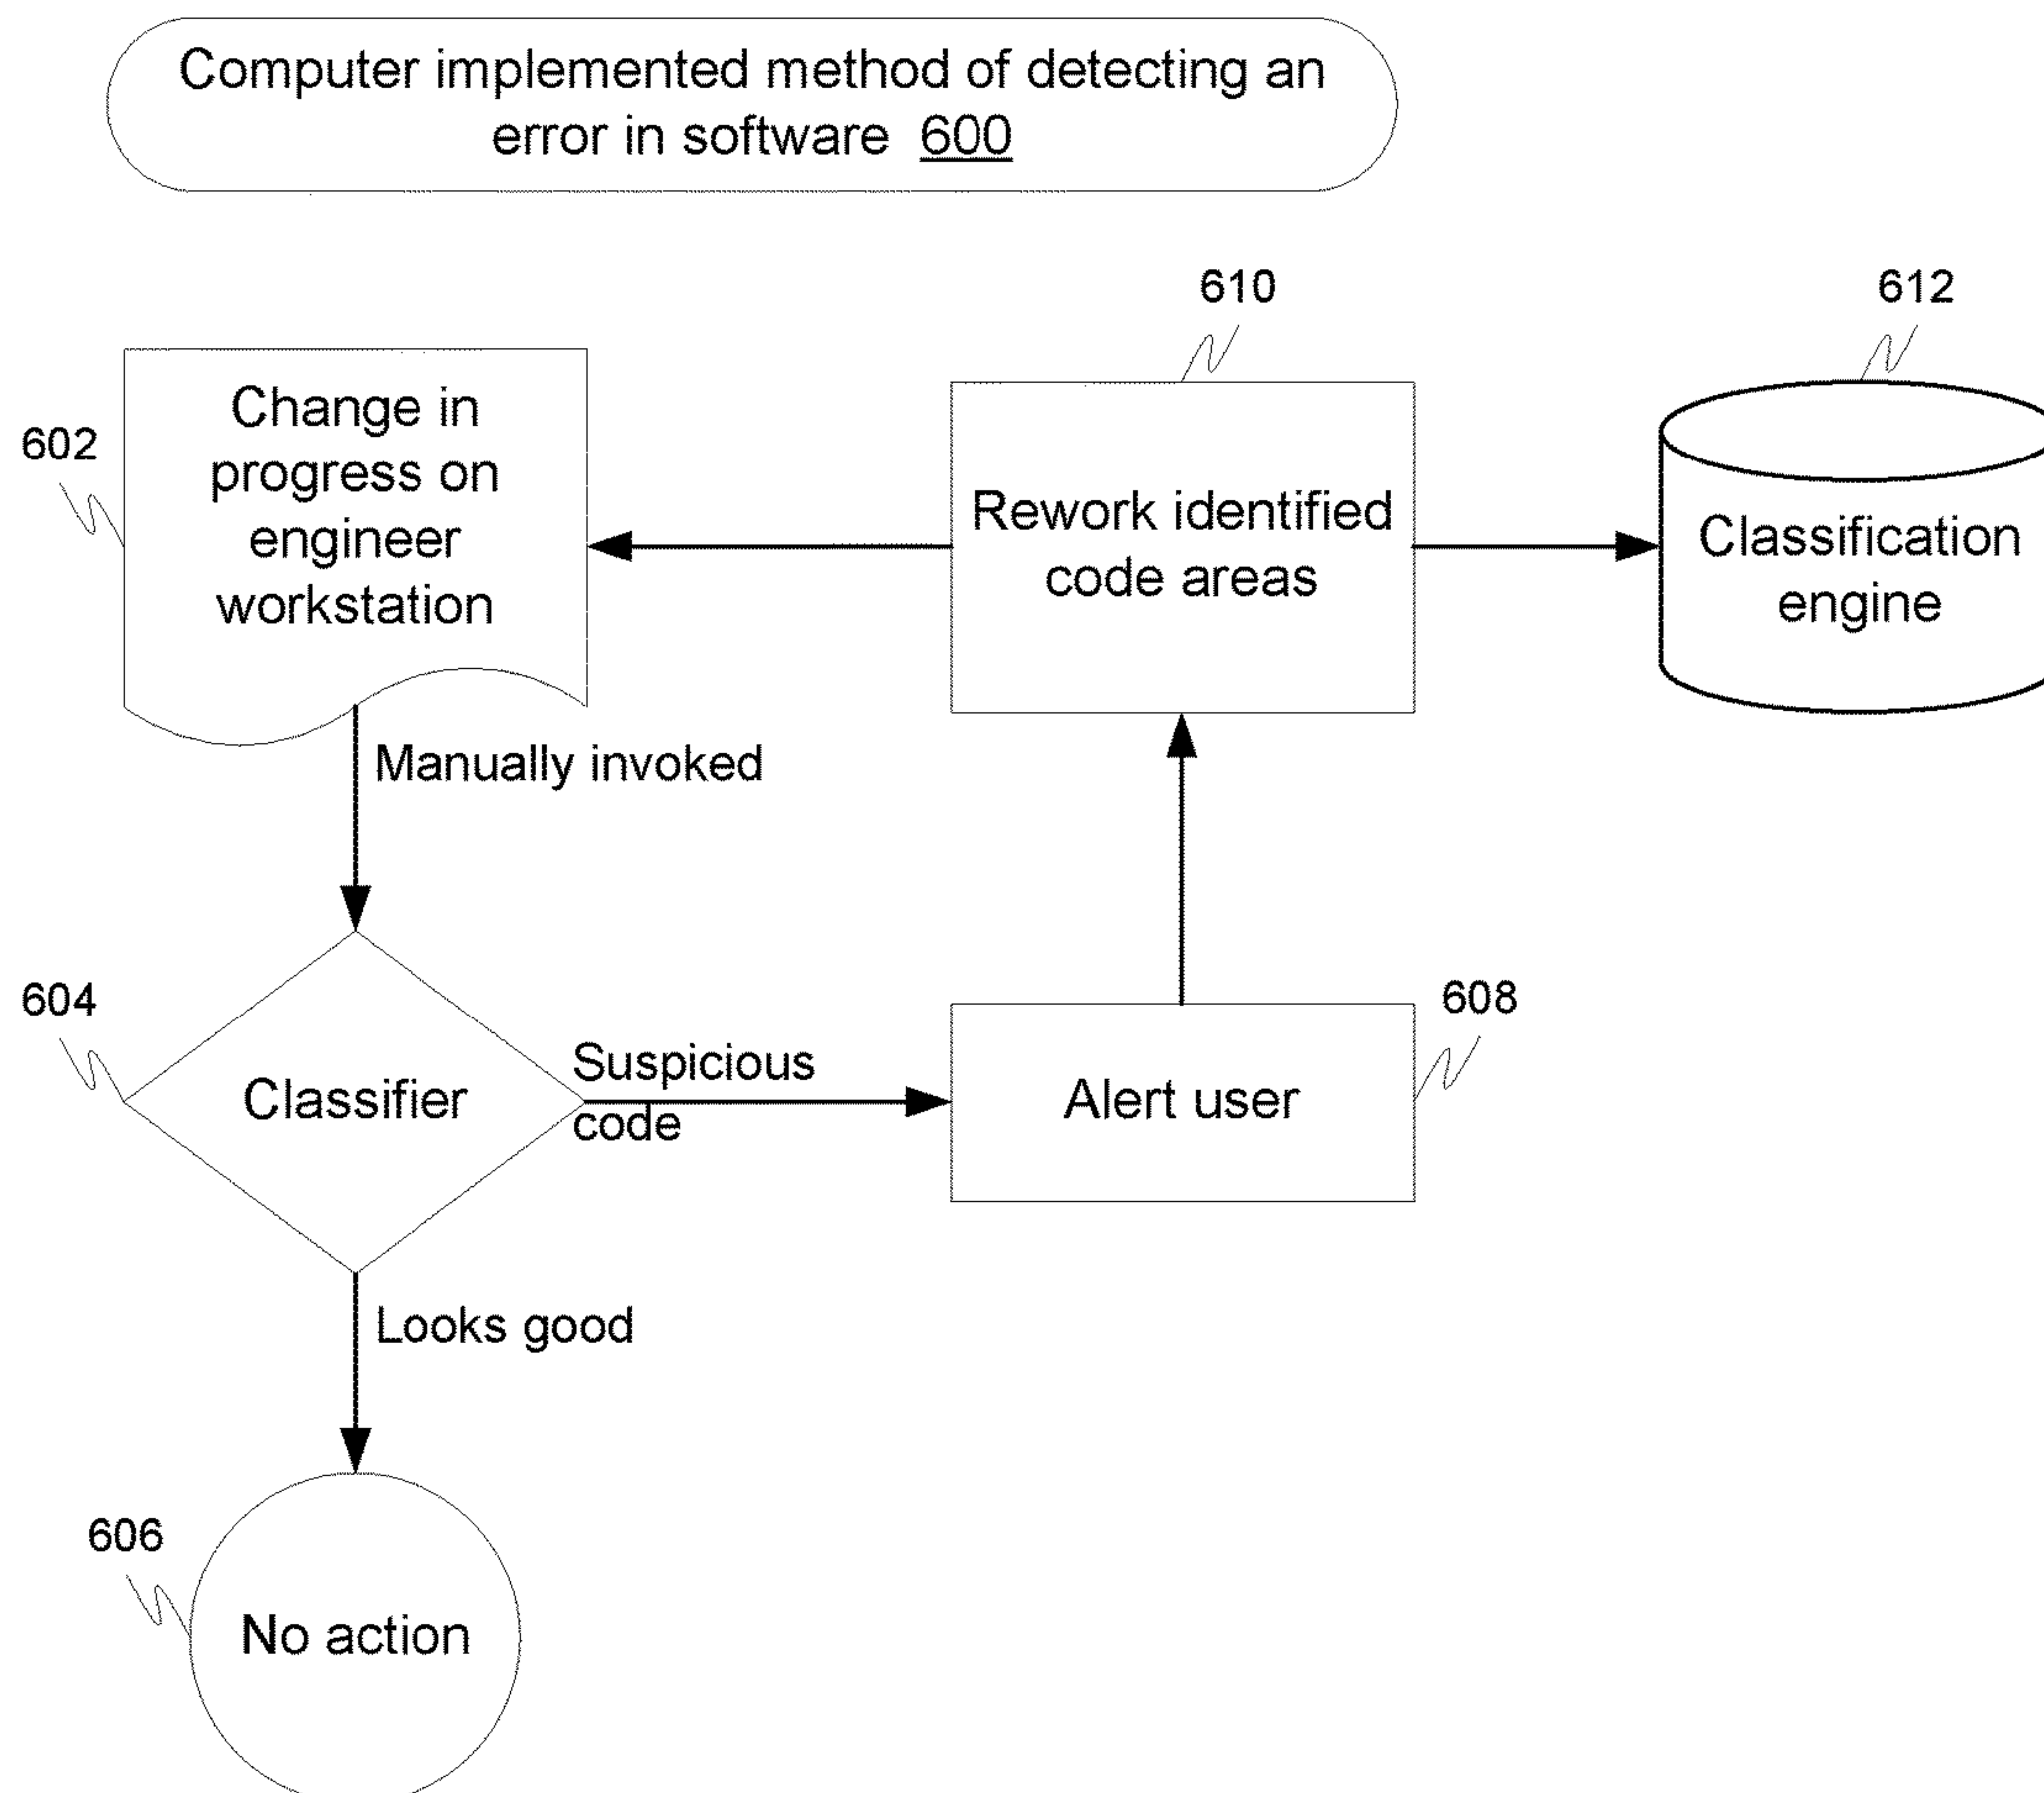 Computer implemented method of detecting an
error in software 600
610
612
602
Change in
progress on
engineer
workstation
Rework identified
code areas
Classification
engine
Manually invoked
604
Classifier
Suspicious
code
Alert user
608
Looks good
606
No action